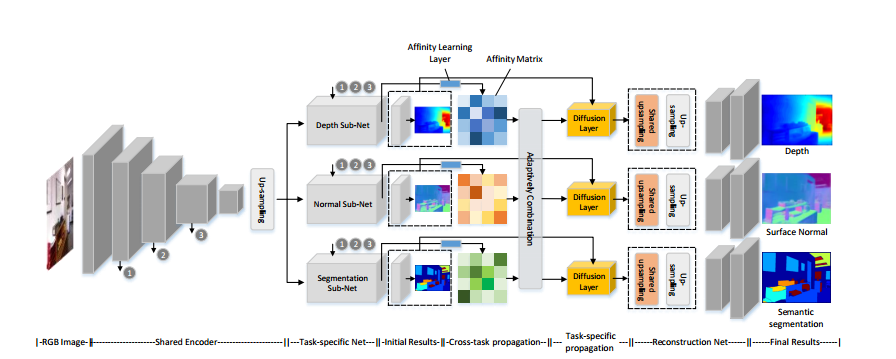 Affinity Learning
Layer
Affinity Matrix
1 2 3
Depth Sub-Net
Diffusion
Layer
Shared
upsampling
Up-
sampling
Depth
Up-sampling
1 2 3
Normal Sub-Net
Adaptively Combination
Diffusion
Layer
Shared
upsampling
Up-
sampling
Surface Normal
1
2
3
1 2 3
Segmentation
Sub-Net
Diffusion
Layer
Shared
upsampling
Up-
sampling
Semantic
segmentation
|-RGB Image-||----------------------Shared Encoder----------------------||---Task-specific Net---||-Initial Results-||-Cross-task propagation--||---Task-specific
propagation---||------Reconstruction Net------||------Final Results------|